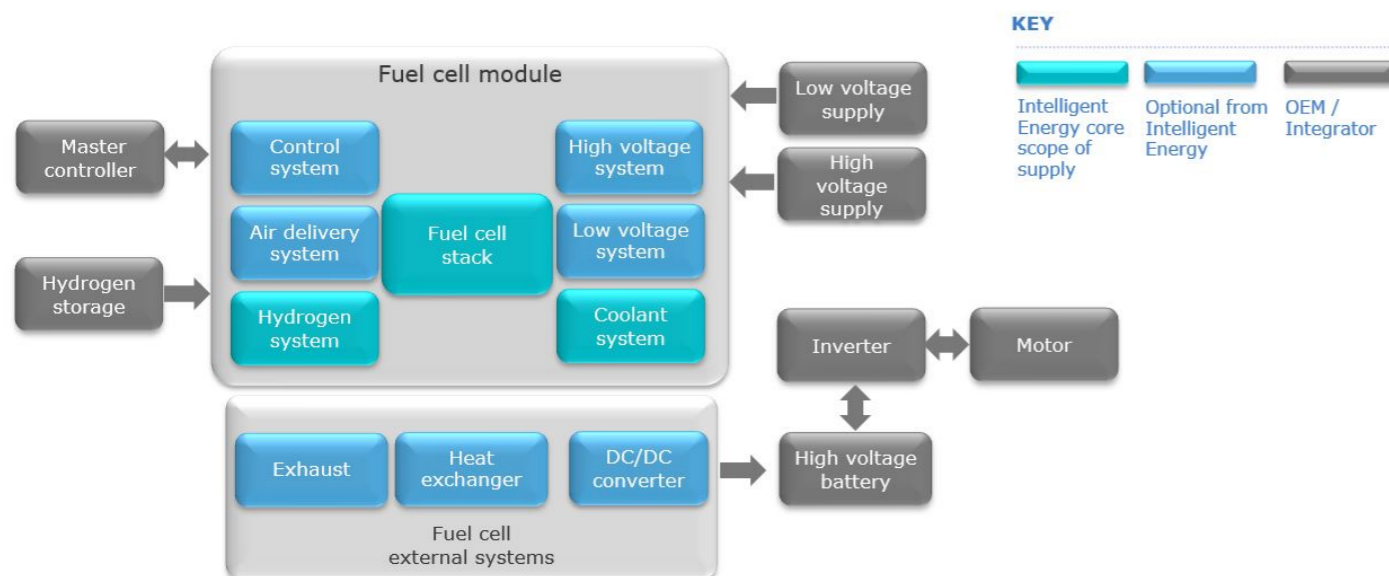 KEY
Intelligent
Energy core
scope of
supply
Optional from
Intelligent
Energy
OEM /
Integrator
Fuel cell module
Master
controller
Hydrogen
storage
Control
system
Air delivery
system
Hydrogen
system
Fuel cell
stack
High voltage
system
Low voltage
system
Coolant
system
Low voltage
supply
High
voltage
supply
Inverter
Motor
High voltage
battery
Exhaust
Heat
exchanger
DC/DC
converter
Fuel cell
external systems